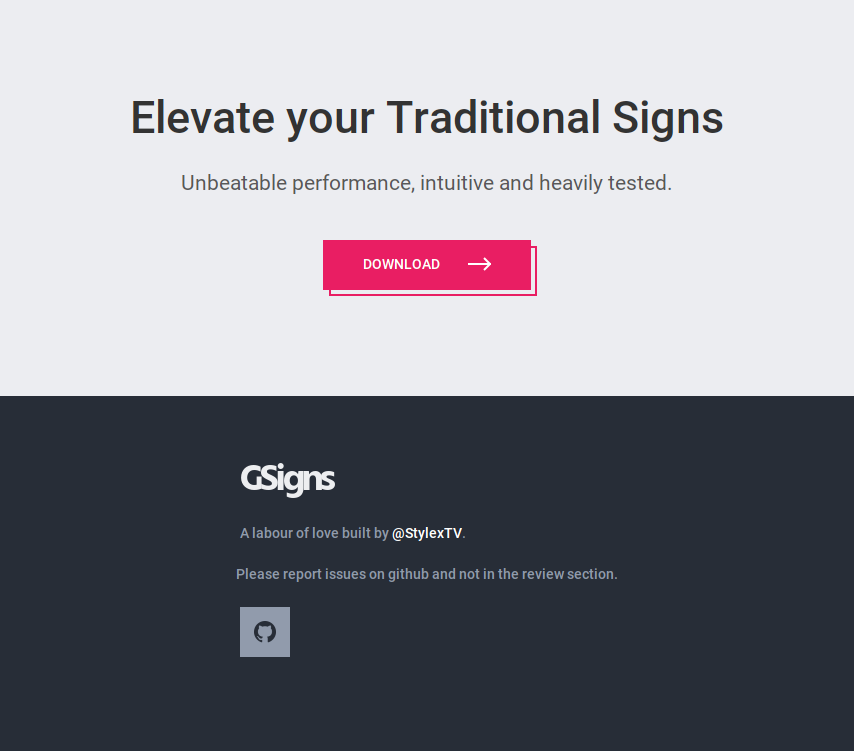 Elevate your Traditional Signs
Unbeatable performance, intuitive and heavily tested.
DOWNLOAD
GSigns
A labour of love built by @StylexTV.
Please report issues on github and not in the review section.